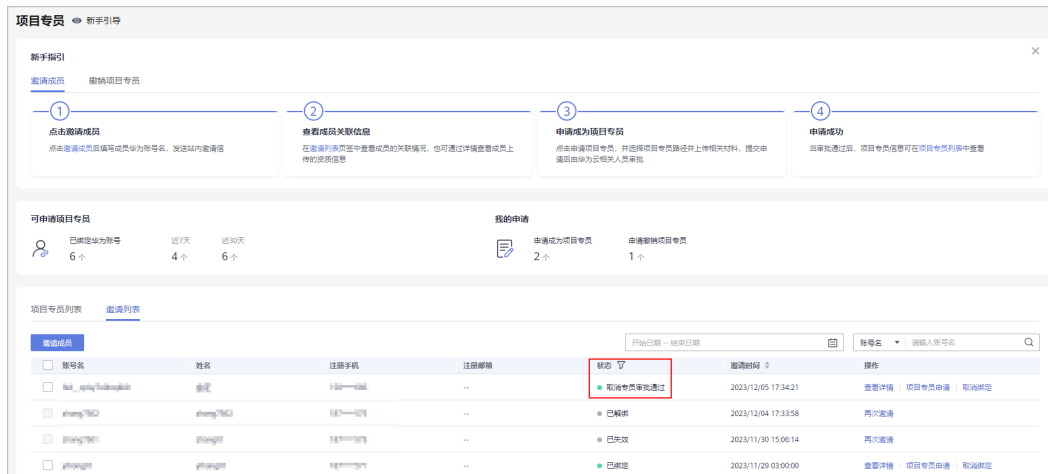 项目专员 新手引导
新手指引
邀请成员 撤销项目专员
1 2 3 4
点击邀请成员 查看成员关联信息 申请成为项目专员 申请成功
点击邀请成员后填写成员华为账号名，发送站内邀请信
在邀请列表页签中查看成员的关联情况，也可通过详情查看成员上
传的资质信息
点击申请项目专员，并选择项目专员路径并上传相关材料，提交申
请后由华为云相关人员审批
当审批通过后，项目专员信息可在项目专员列表中查看
可申请项目专员 我的申请
已绑定华为账号 近7天 近30天 申请成为项目专员 申请撤销项目专员
6 个 4 个 6 个 2 个 1 个
项目专员列表 邀请列表
邀请成员 开始日期 – 结束日期 账号名 请输入账号名
账号名 姓名 注册手机 注册邮箱 状态 邀请时间 操作
-- 取消专员审批通过 2023/12/05 17:34:21 查看详情 项目专员申请 取消绑定
-- 已解绑 2023/12/04 17:33:58 再次邀请
-- 已失效 2023/11/30 15:06:14 再次邀请
-- 已绑定 2023/11/29 03:00:00 查看详情 项目专员申请 取消绑定